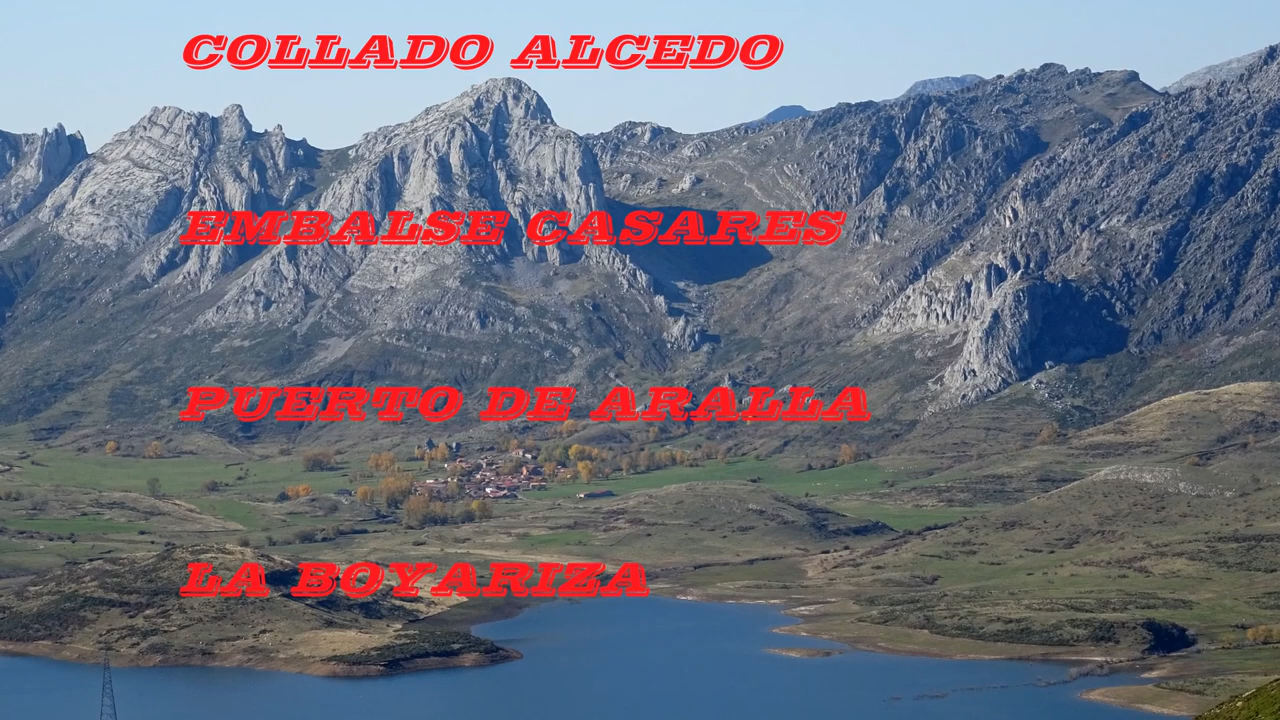 COLLADO ALCEDO
EMBALSE CASARES
PUERTO DE ARALLA
LA BOYARIZA